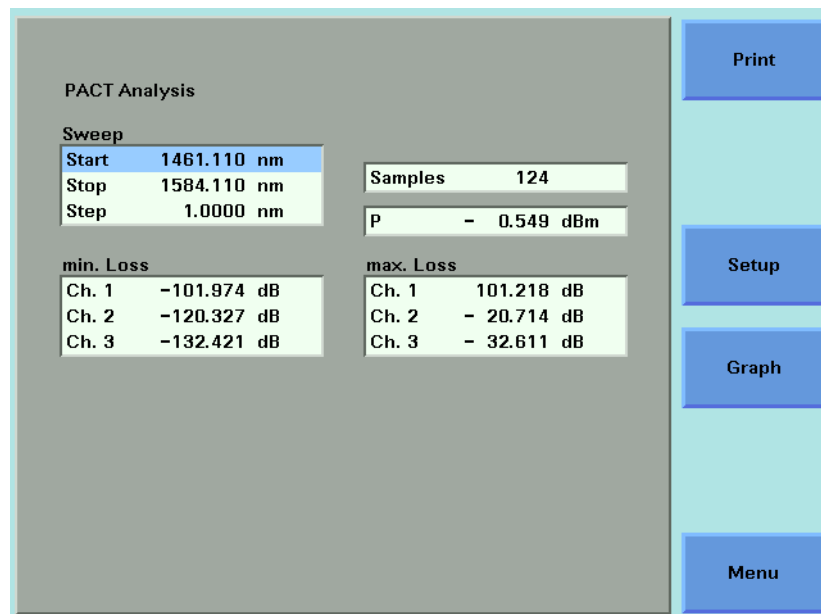 PACT Analysis
Sweep
Start 1461.110 nm
Stop 1584.110 nm
Step 1.0000 nm
Samples 124
P - 0.549 dBm
min. Loss
Ch. 1 -101.974 dB
Ch. 2 -120.327 dB
Ch. 3 -132.421 dB
max. Loss
Ch. 1 101.218 dB
Ch. 2 - 20.714 dB
Ch. 3 - 32.611 dB
Print
Setup
Graph
Menu